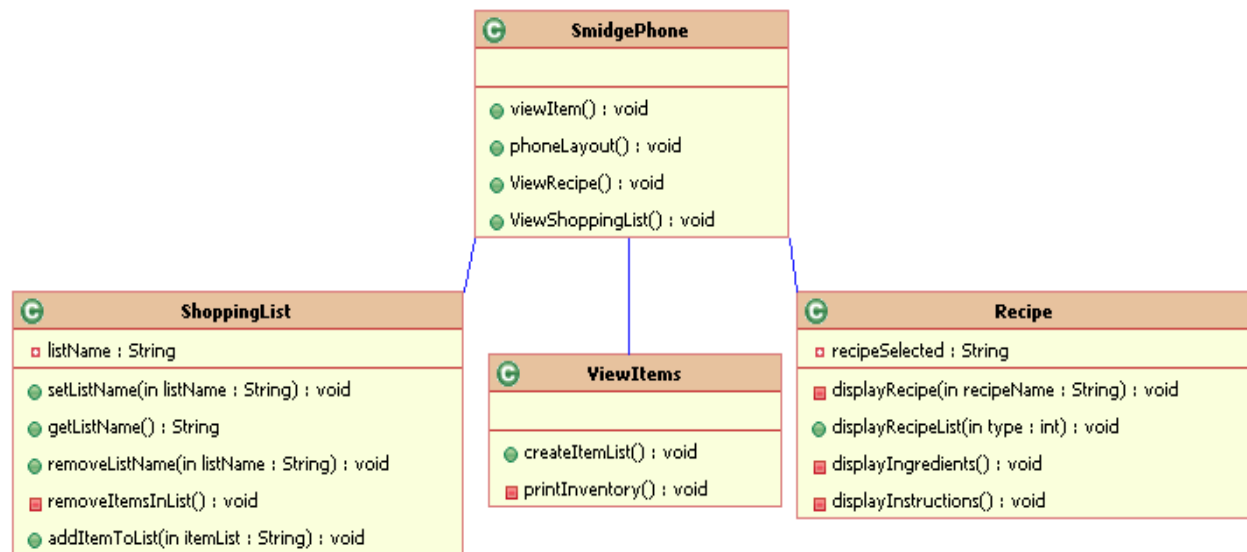 C SmidgePhone
viewItem() : void
phoneLayout() : void
ViewRecipe() : void
ViewShoppingList() : void
C ShoppingList
listName : String
setListName(in listName : String) : void
getListName() : String
removeListName(in listName : String) : void
removeItemsInList() : void
addItemToList(in itemList : String) : void
C ViewItems
createItemList() : void
printInventory() : void
C Recipe
recipeSelected : String
displayRecipe(in recipeName : String) : void
displayRecipeList(in type : int) : void
displayIngredients() : void
displayInstructions() : void